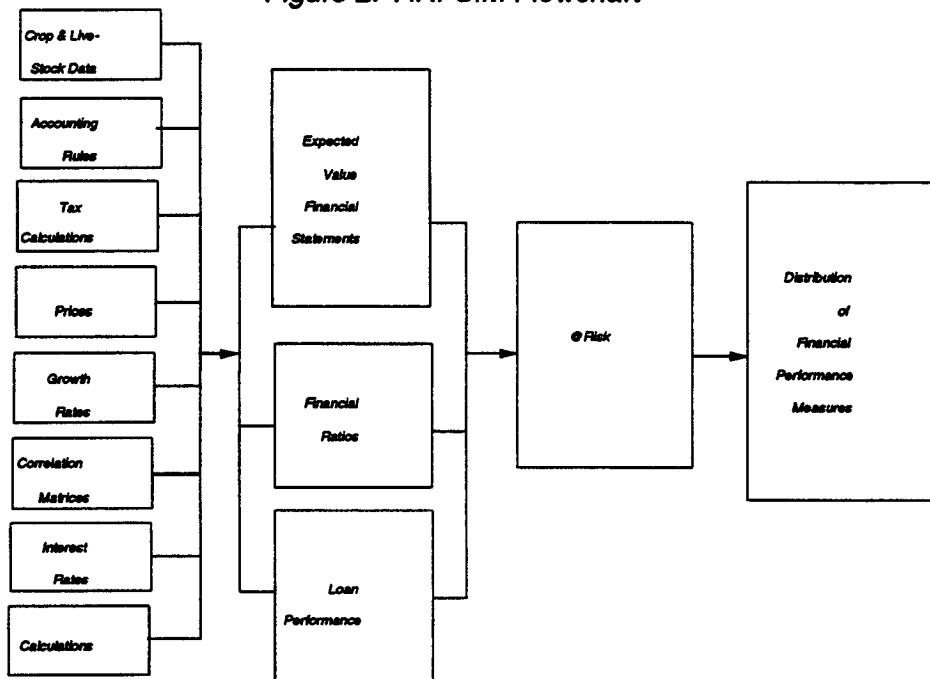 Crop & Live-
Stock Data
Accounting
Rules
Tax
Calculations
Prices
Growth
Rates
Correlation
Matrices
Interest
Rates
Calculations
Expected
Value
Financial
Statements
Financial
Ratios
Loan
Performance
@Risk
Distribution
of
Financial
Performance
Measures